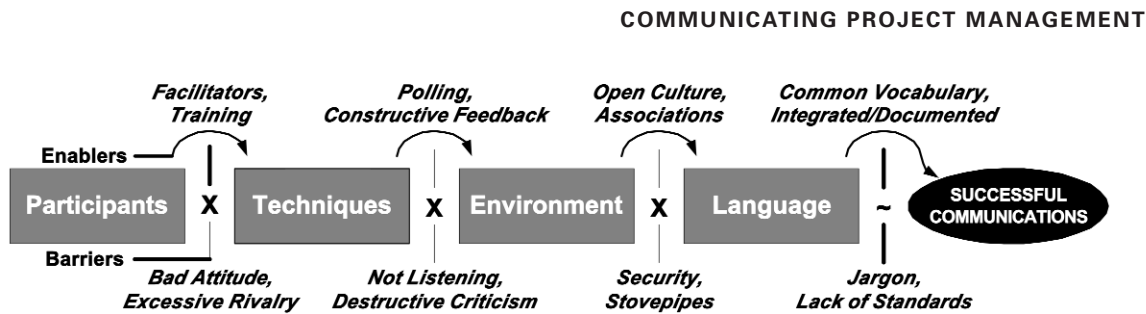 COMMUNICATING PROJECT MANAGEMENT
Facilitators,
Training
Polling,
Constructive Feedback
Open Culture,
Associations
Common Vocabulary,
Integrated/Documented
Enablers
Participants X Techniques X Environment X Language ~ SUCCESSFUL
COMMUNICATIONS
Barriers
Bad Attitude,
Excessive Rivalry
Not Listening,
Destructive Criticism
Security,
Stovepipes
Jargon,
Lack of Standards